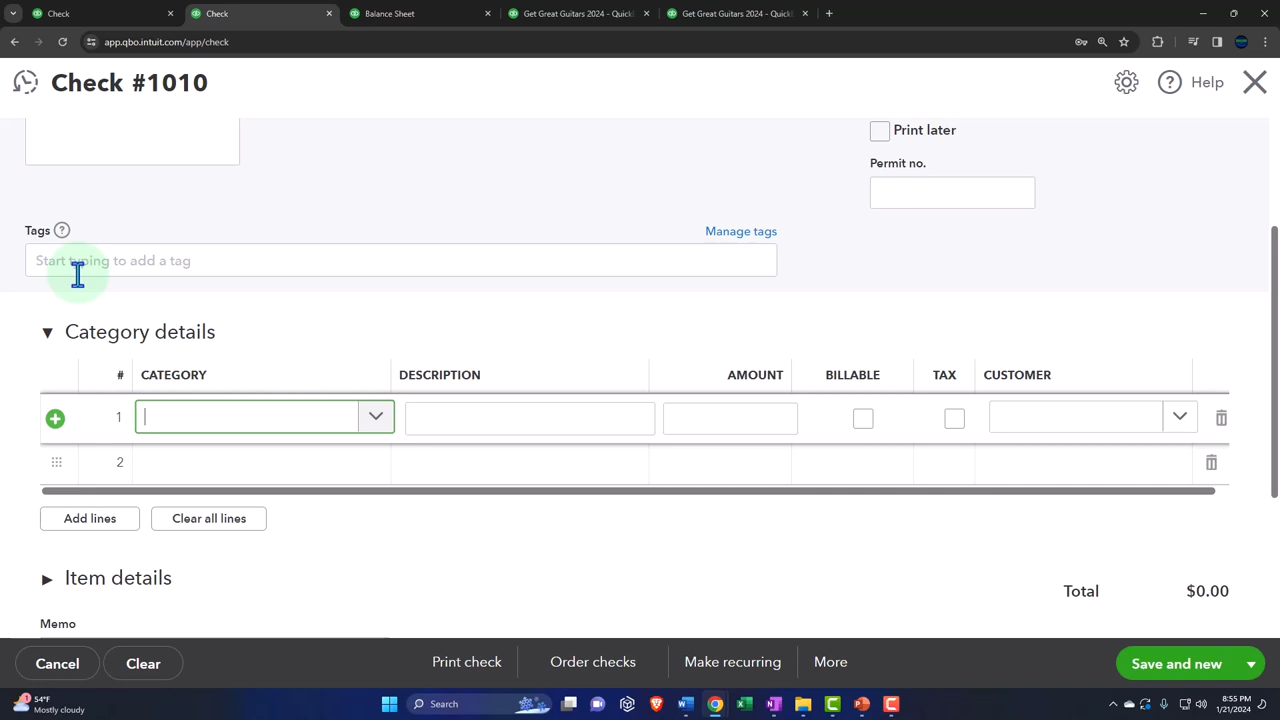 Check
Check
Balance Sheet
Get Great Guitars 2024 - QuickB
Get Great Guitars 2024 - QuickB
app.qbo.intuit.com/app/check
Check #1010
Help
Print later
Permit no.
Tags
Manage tags
Start typing to add a tag
Category details
# CATEGORY DESCRIPTION AMOUNT BILLABLE TAX CUSTOMER
1
2
Add lines Clear all lines
Item details
Total $0.00
Memo
Cancel Clear Print check Order checks Make recurring More Save and new
54°F
Mostly cloudy
Search
8:55 PM
1/21/2024